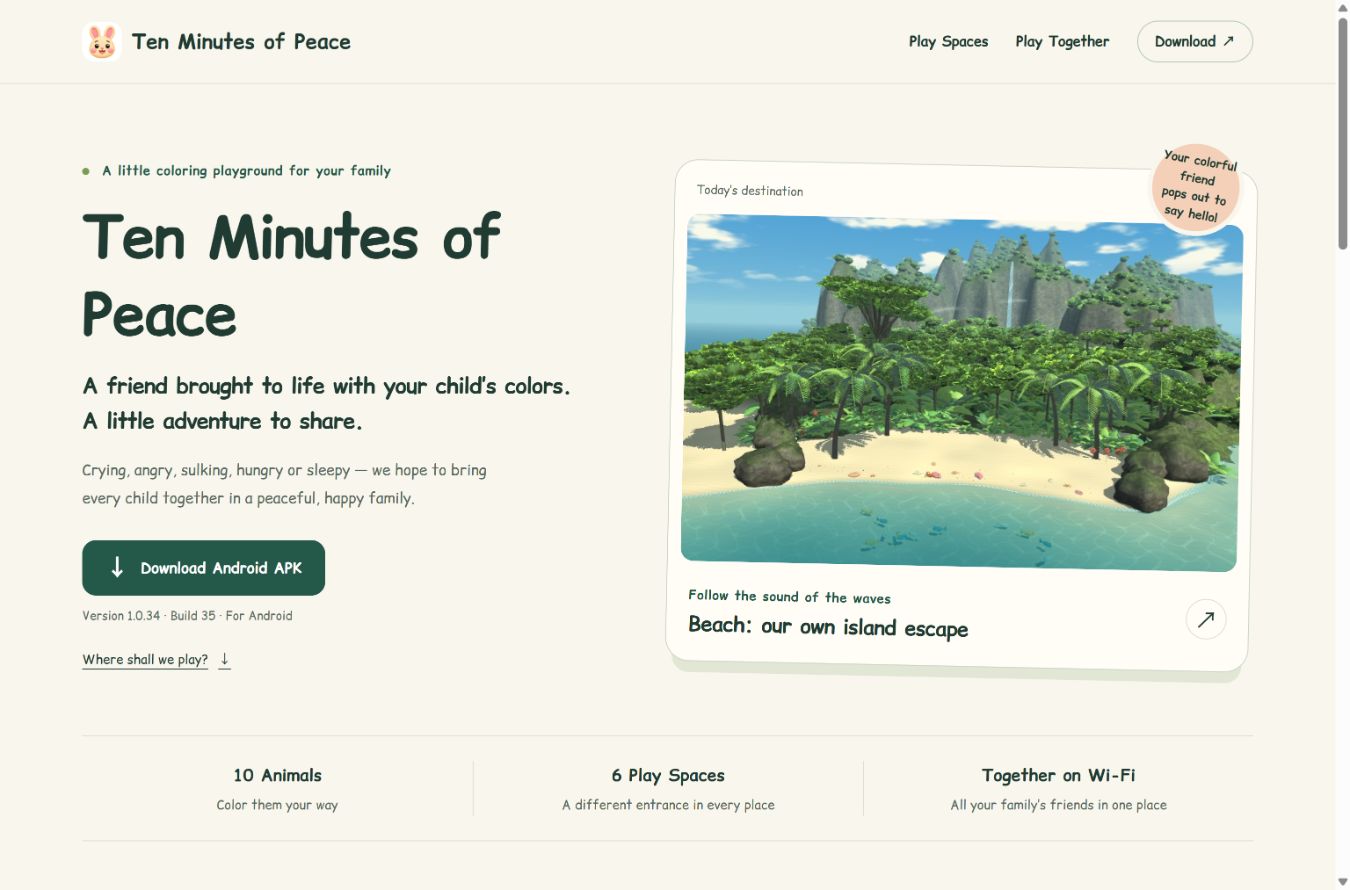 Ten Minutes of Peace
Play Spaces
Play Together
Download ↗
A little coloring playground for your family
Ten Minutes of
Peace
A friend brought to life with your child's colors.
A little adventure to share.
Crying, angry, sulking, hungry or sleepy — we hope to bring
every child together in a peaceful, happy family.
↓ Download Android APK
Version 1.0.34 · Build 35 · For Android
Where shall we play? ↓
Today's destination
Your colorful
friend
pops out to
say hello!
Follow the sound of the waves
Beach: our own island escape
↗
10 Animals
Color them your way
6 Play Spaces
A different entrance in every place
Together on Wi-Fi
All your family's friends in one place